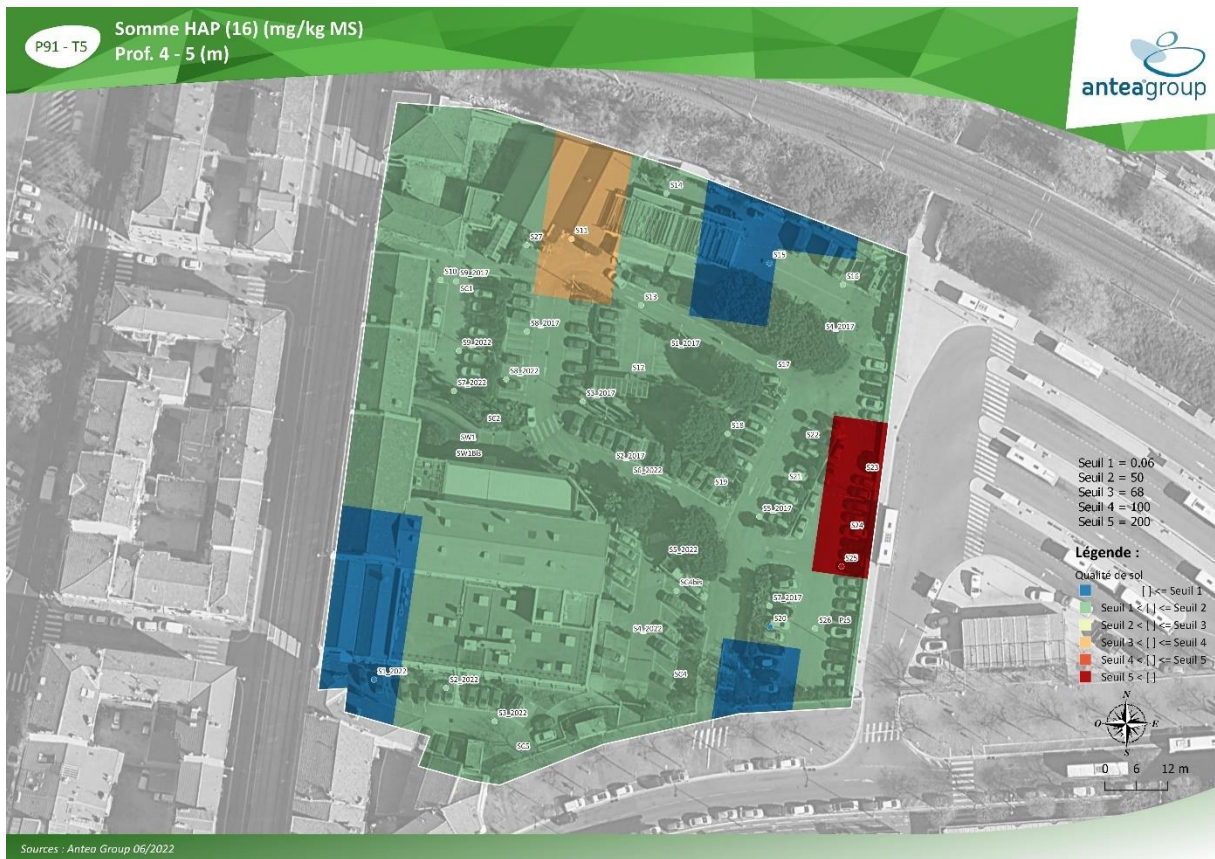 P91 - T5
Somme HAP (16) (mg/kg MS)
Prof. 4 - 5 (m)
anteagroup
S14
S27
S11
S15
S10
S9_2017
S16
SC1
S13
S8_2017
S4_2017
S9_2022
S1_2017
S17
S12
S7_2022
S8_2022
S3_2017
SC2
S18
SW1
S22
SW1Bis
S2_2017
S6_2022
S23
S21
S19
S5_2017
S24
S5_2022
S25
SC4bis
S7_2017
S20
S26
S4_2022
SC4
S1_2022
S2_2022
S3_2022
Seuil 1 = 0.06
Seuil 2 = 50
Seuil 3 = 68
Seuil 4 = 100
Seuil 5 = 200
Légende :
Qualité de sol
[ ] <= Seuil 1
Seuil 1 < [ ] <= Seuil 2
Seuil 2 < [ ] <= Seuil 3
Seuil 3 < [ ] <= Seuil 4
Seuil 4 < [ ] <= Seuil 5
Seuil 5 < [ ]
N
O
E
S
0 6 12 m
Sources : Antea Group 06/2022